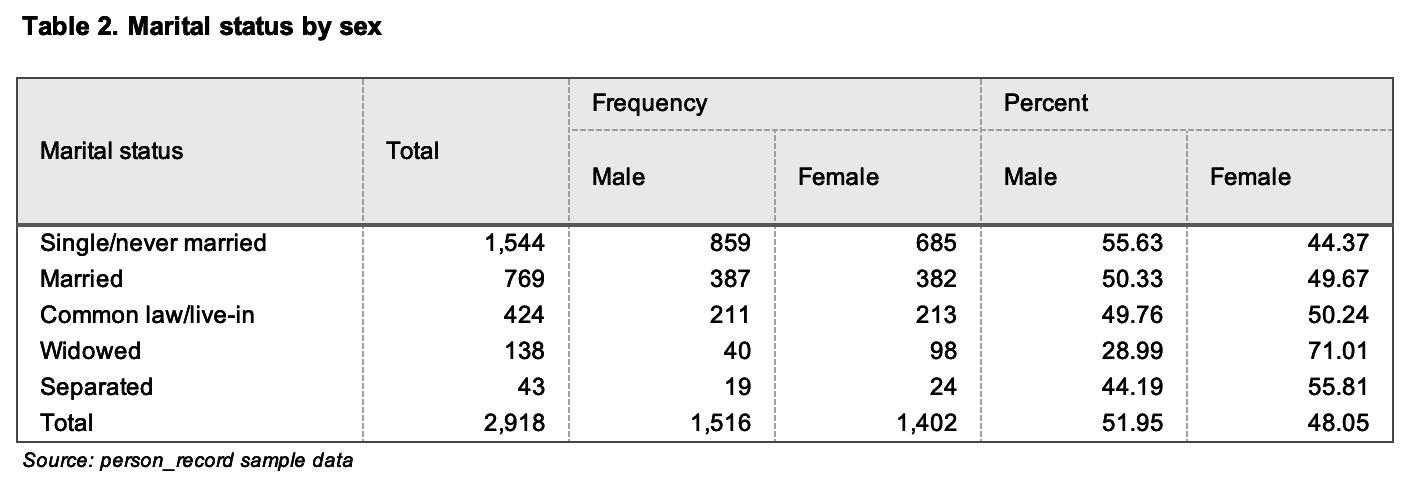 Table 2. Marital status by sex
Marital status Total Frequency Percent
Male Female Male Female
Single/never married 1,544 859 685 55.63 44.37
Married 769 387 382 50.33 49.67
Common law/live-in 424 211 213 49.76 50.24
Widowed 138 40 98 28.99 71.01
Separated 43 19 24 44.19 55.81
Total 2,918 1,516 1,402 51.95 48.05
Source: person_record sample data